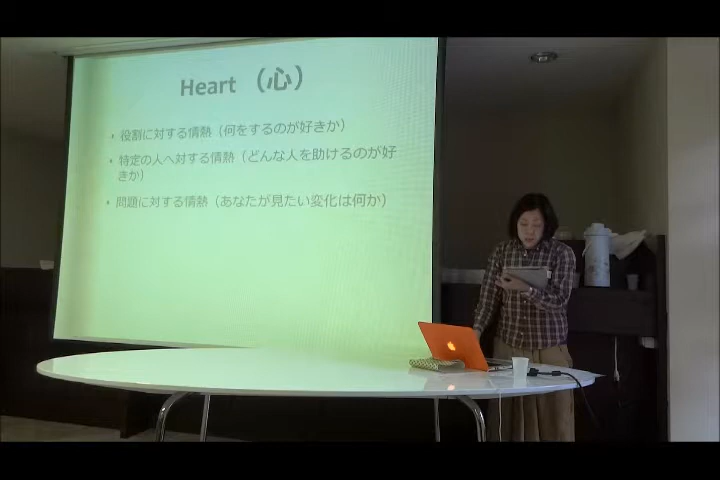 Heart （心）
・役割に対する情熱（何をするのが好きか）
・特定の人へ対する情熱（どんな人を助けるのが好
きか）
・問題に対する情熱（あなたが見たい変化は何か）